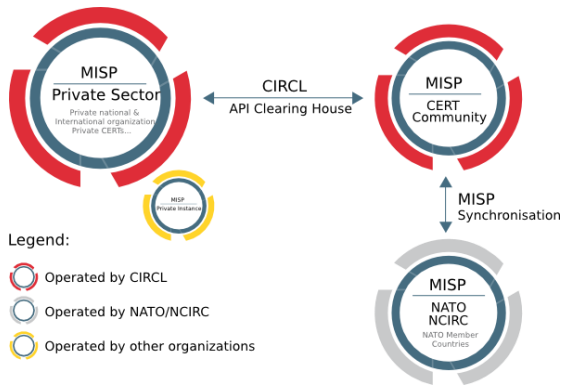 MISP
Private Sector
Private national &
International organization
Private CERTs...
CIRCL
API Clearing House
MISP
CERT
Community
MISP
Private Instance
MISP
Synchronisation
Legend:
Operated by CIRCL
Operated by NATO/NCIRC
Operated by other organizations
MISP
NATO
NCIRC
NATO Member
Countries